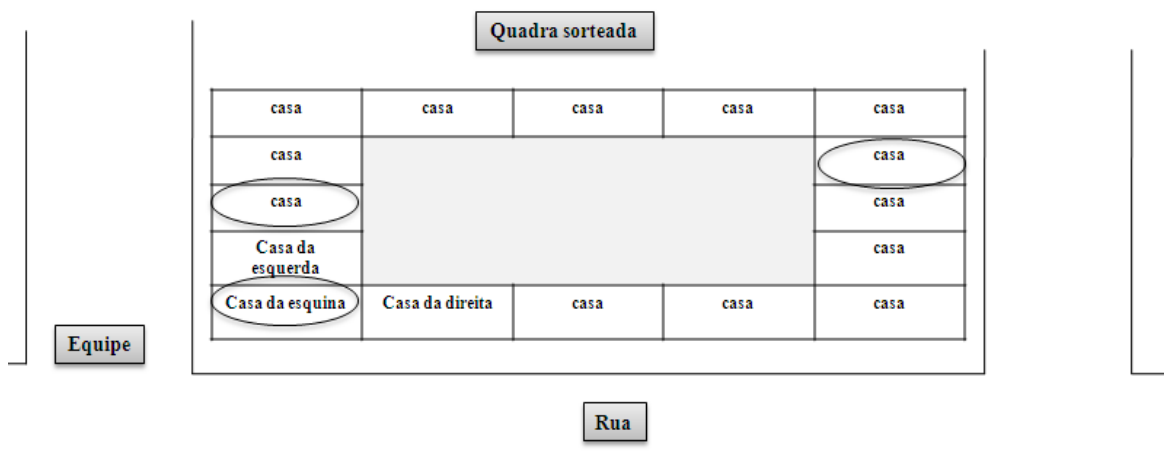 Quadra sorteada
casa casa casa casa casa
casa casa
casa casa
Casa da
esquerda
casa
Casa da esquina Casa da direita casa casa casa
Equipe
Rua